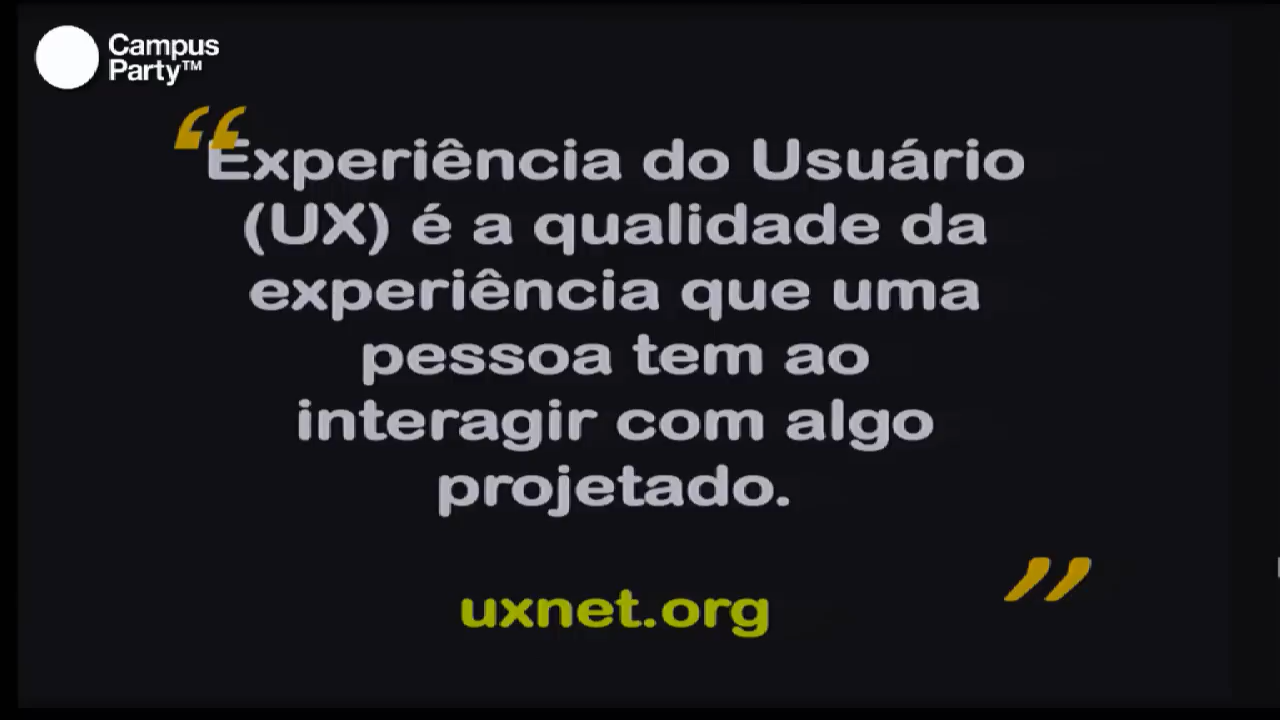 Campus
Party™
“Experiência do Usuário
(UX) é a qualidade da
experiência que uma
pessoa tem ao
interagir com algo
projetado.
”
uxnet.org